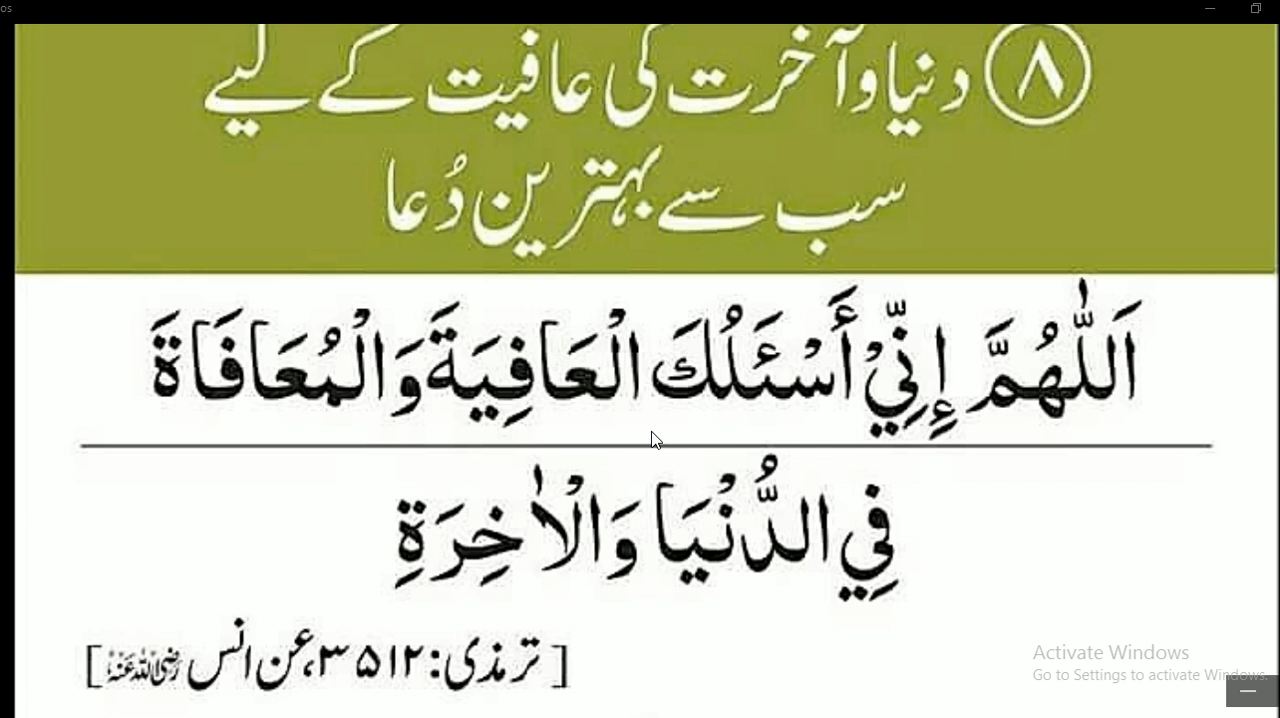 os
۸ دنیا و آخرت کی عافیت کے لیے
سب سے بہترین دُعا
اَللّٰهُمَّ إِنِّيْ أَسْئَلُكَ الْعَافِيَةَ وَالْمُعَافَاةَ
فِي الدُّنْيَا وَالْاٰخِرَةِ
[ترمذی: ۳۵۱۲، عن انس رضی اللہ عنہ]
Activate Windows
Go to Settings to activate Windows.